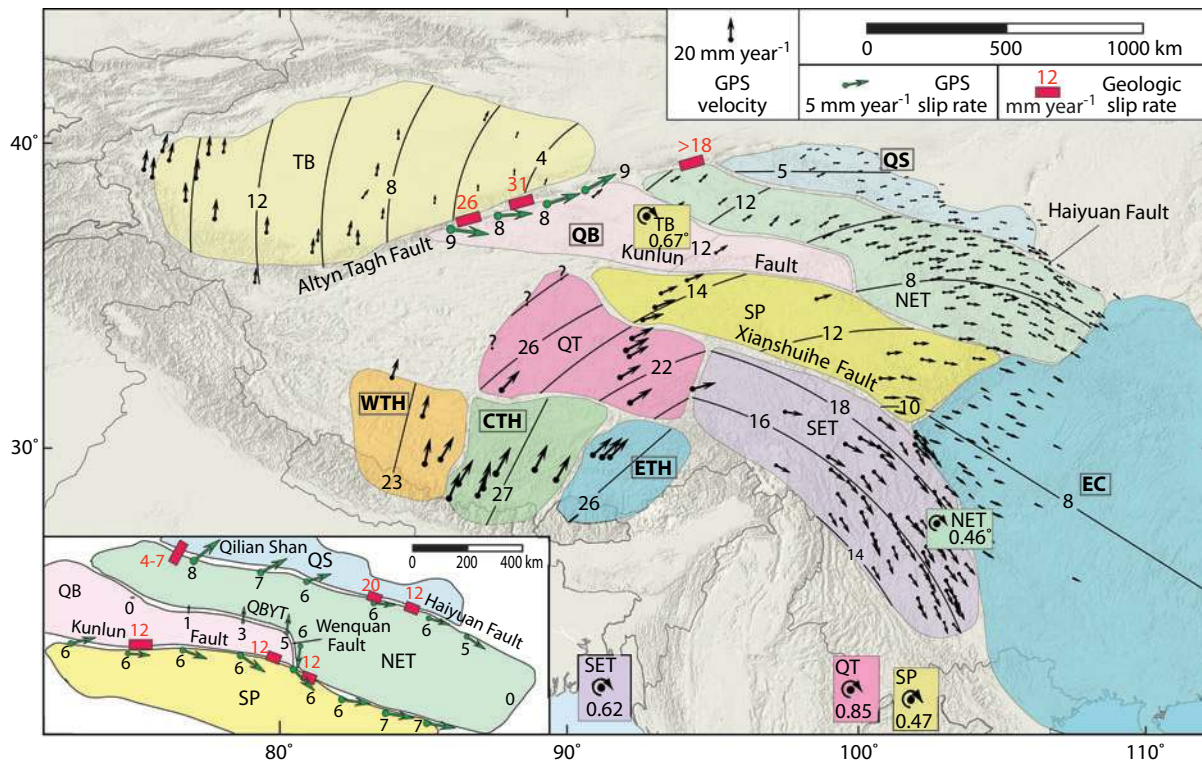 20 mm year-1
GPS
velocity
0 500 1000 km
5 mm year-1
GPS
slip rate
12
mm year-1
Geologic
slip rate
40°
30°
80°
90°
100°
110°
TB
12
8
4
Altyn Tagh Fault
26
31
>18
9
8
8
9
QS
5
Haiyuan Fault
12
QB
TB
0.67°
12
Kunlun
Fault
8
NET
14
SP
12
Xianshuihe Fault
10
?
?
?
26
QT
22
18
16
SET
14
WTH
23
CTH
27
ETH
26
EC
8
NET
0.46°
SET
0.62
QT
0.85
SP
0.47
0 200 400 km
Qilian Shan
QS
4-7
8
7
6
20
12
6
6
6
5
Haiyuan Fault
QB
0
1
QBYT
3
5
6
Wenquan
Fault
NET
0
Kunlun
12
Fault
12
12
6
6
6
6
6
6
7
7
SP